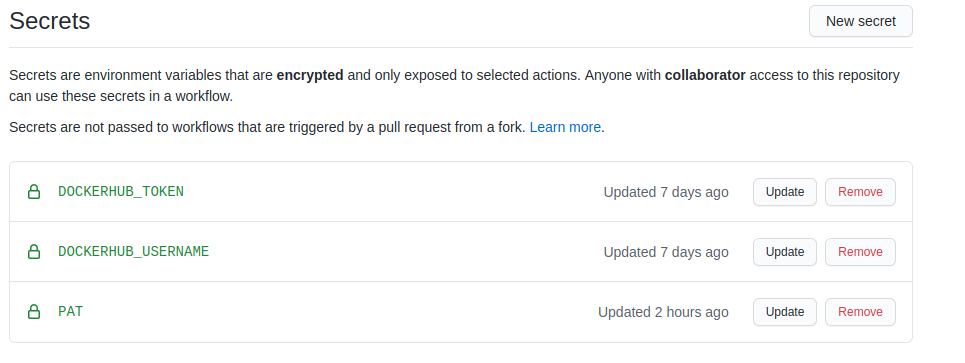 Secrets
New secret
Secrets are environment variables that are encrypted and only exposed to selected actions. Anyone with collaborator access to this repository
can use these secrets in a workflow.
Secrets are not passed to workflows that are triggered by a pull request from a fork. Learn more.
DOCKERHUB_TOKEN Updated 7 days ago Update Remove
DOCKERHUB_USERNAME Updated 7 days ago Update Remove
PAT Updated 2 hours ago Update Remove